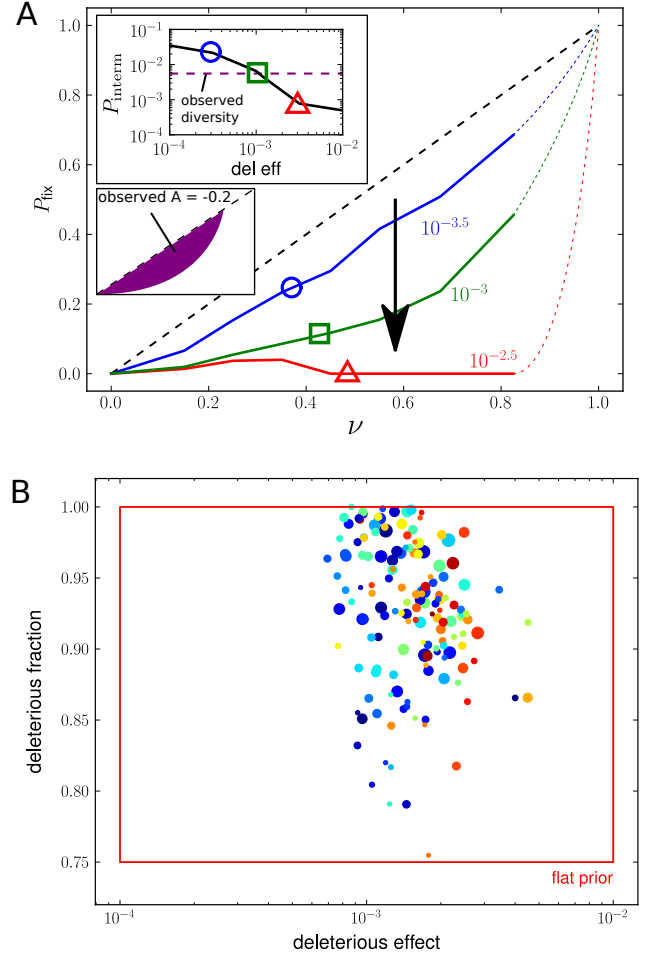 A
P_fix
1.0
0.8
0.6
0.4
0.2
0.0
P_interm
10^-1
10^-2
10^-3
10^-4
observed
diversity
10^-4
10^-3
10^-2
del eff
observed A = -0.2
10^-3.5
10^-3
10^-2.5
0.0
0.2
0.4
0.6
0.8
1.0
ν
B
deleterious fraction
1.00
0.95
0.90
0.85
0.80
0.75
flat prior
10^-4
10^-3
10^-2
deleterious effect